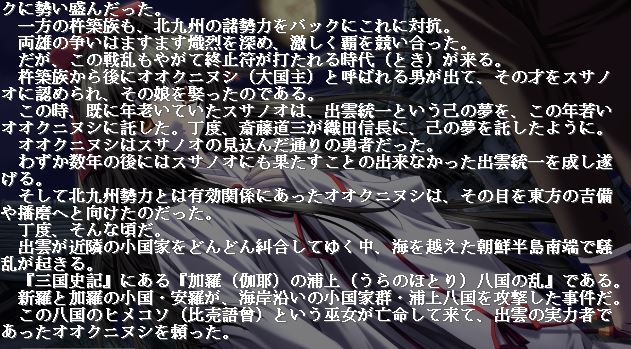 クに勢い盛んだった。
　一方の杵築族も、北九州の諸勢力をバックにこれに対抗。
　両雄の争いはますます熾烈を深め、激しく覇を競い合った。
　だが、この戦乱もやがて終止符が打たれる時代（とき）が来る。
　杵築族から後にオオクニヌシ（大国主）と呼ばれる男が出て、その才をスサノ
オに認められ、その娘を娶ったのである。
　この時、既に年老いていたスサノオは、出雲統一という己の夢を、この年若い
オオクニヌシに託した。丁度、斎藤道三が織田信長に、己の夢を託したように。
　オオクニヌシはスサノオの見込んだ通りの勇者だった。
　わずか数年の後にはスサノオにも果たすことの出来なかった出雲統一を成し遂
げる。
　そして北九州勢力とは有効関係にあったオオクニヌシは、その目を東方の吉備
や播磨へと向けたのだった。
　丁度、そんな頃だ。
　出雲が近隣の小国家をどんどん糾合してゆく中、海を越えた朝鮮半島南端で騒
乱が起きる。
　『三国史記』にある『加羅（伽耶）の浦上（うらのほとり）八国の乱』である。
　新羅と加羅の小国・安羅が、海岸沿いの小国家群・浦上八国を攻撃した事件だ。
　この八国のヒメコソ（比売語曾）という巫女が亡命して来て、出雲の実力者で
あったオオクニヌシを頼った。